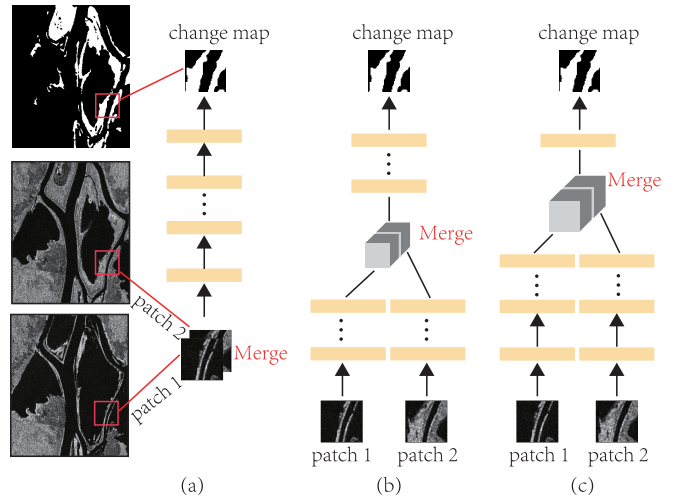 change map
change map
change map
Merge
Merge
patch 2
patch 1
Merge
patch 1
patch 2
patch 1
patch 2
(a)
(b)
(c)